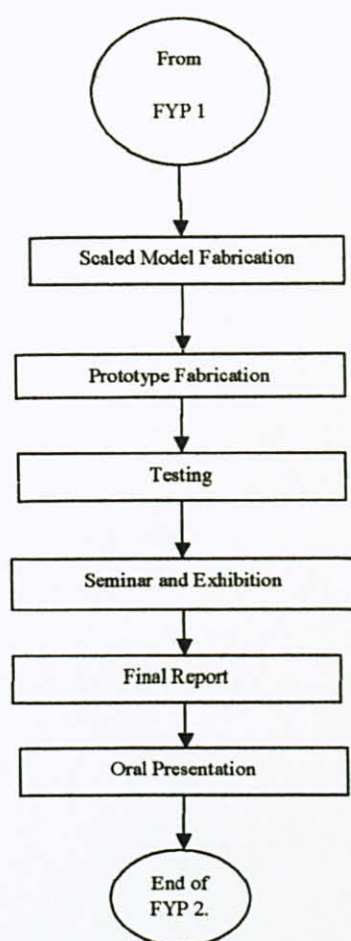 From
FYP 1
Scaled Model Fabrication
Prototype Fabrication
Testing
Seminar and Exhibition
Final Report
Oral Presentation
End of
FYP 2.